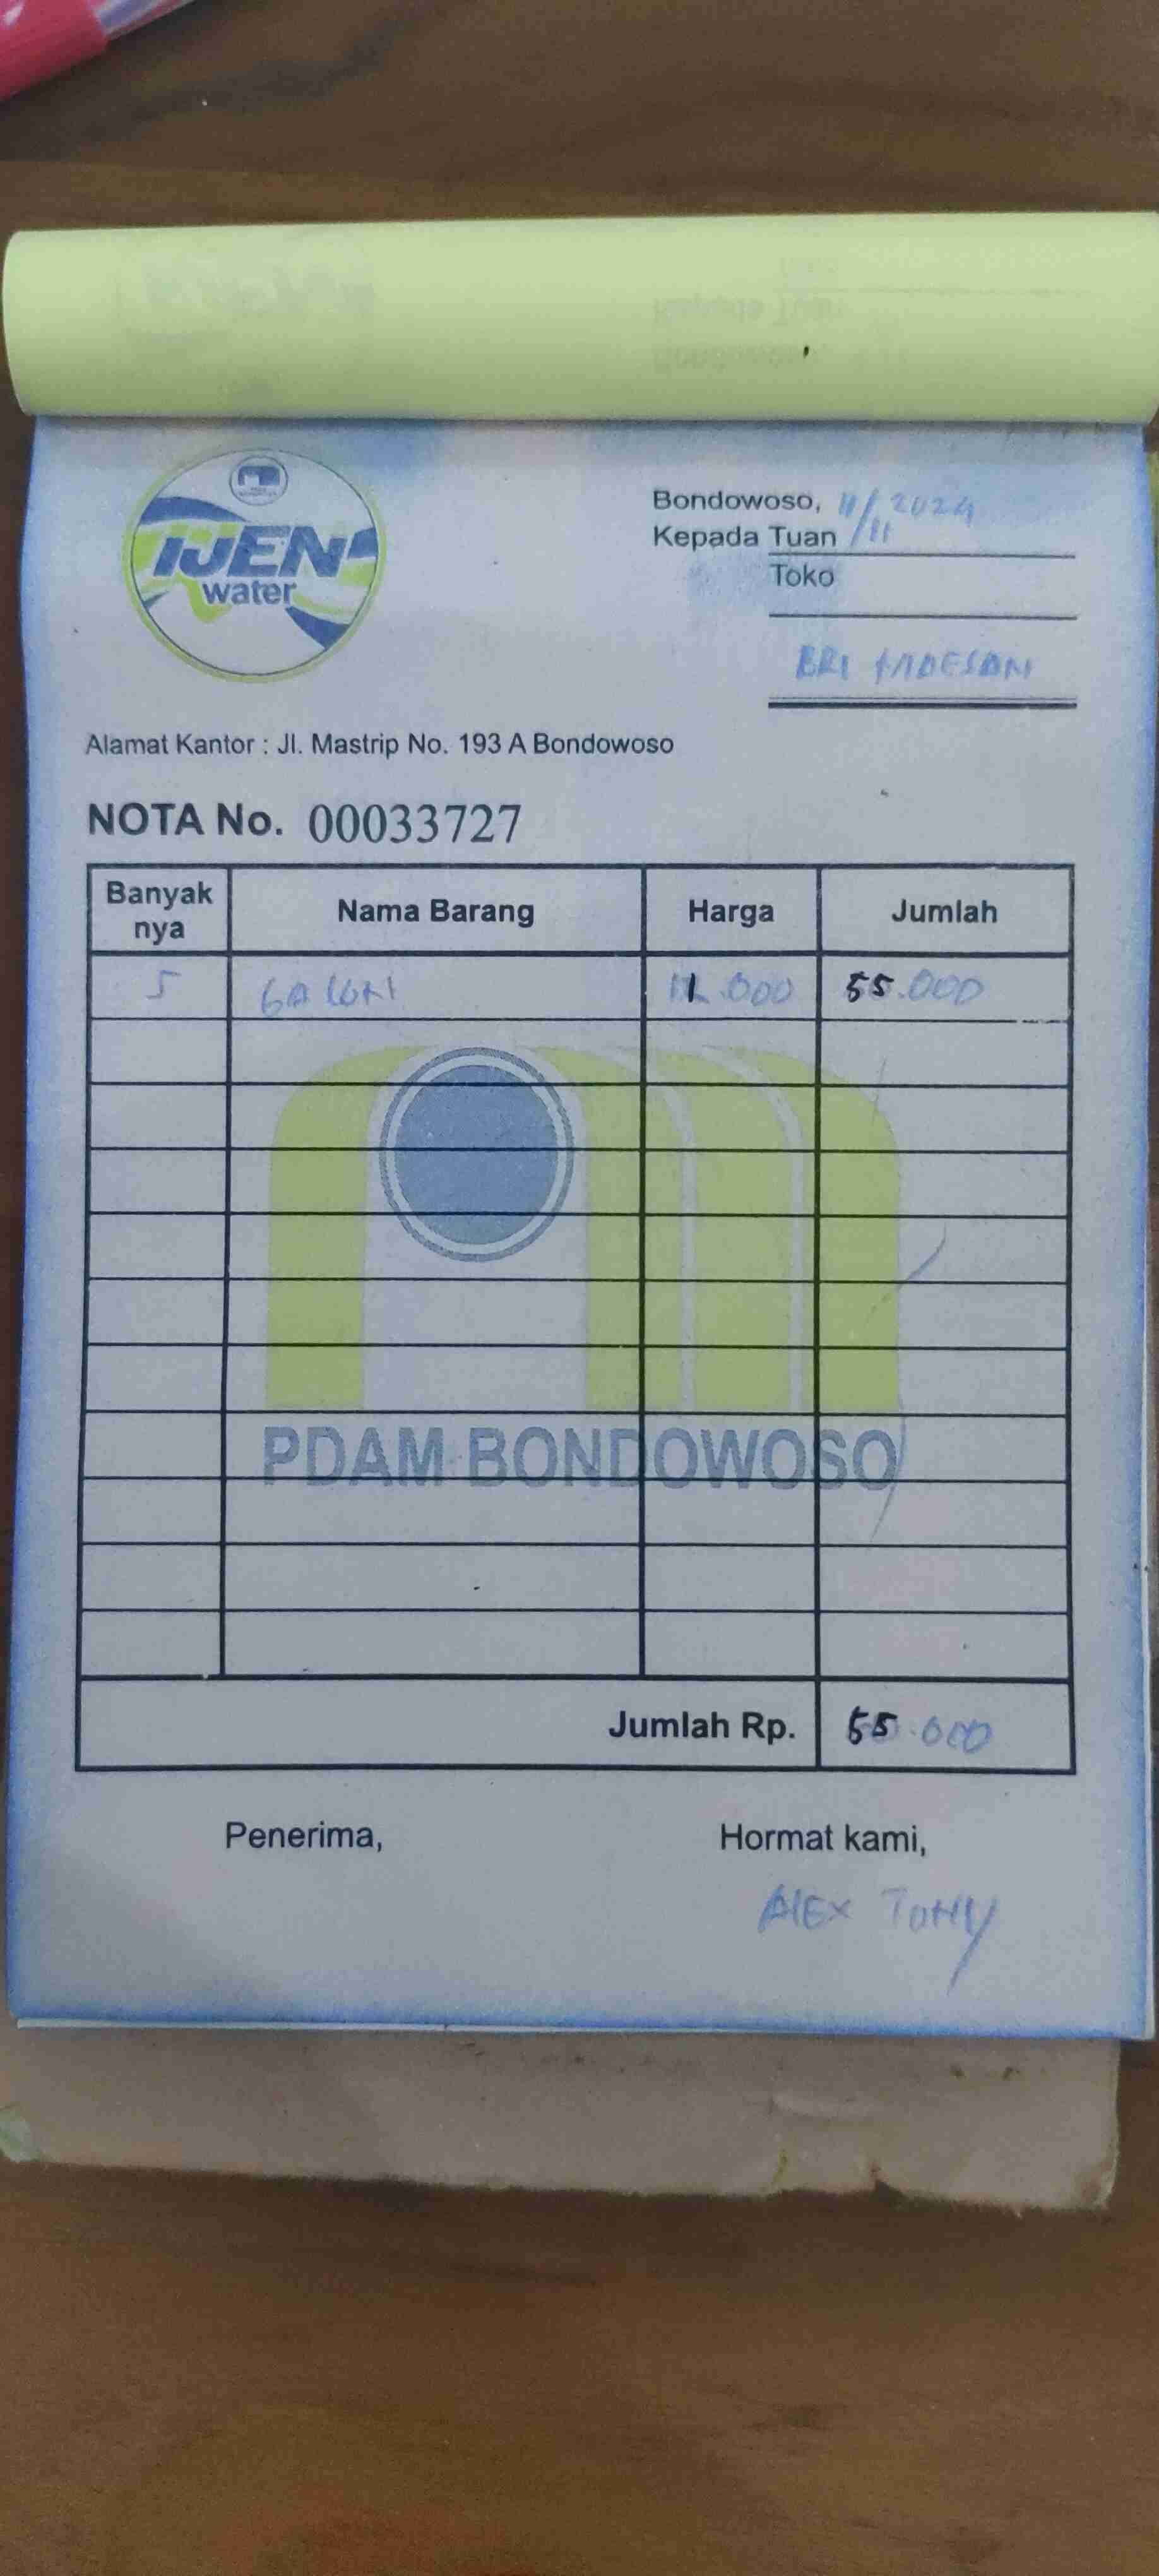 IJEN
water
Bondowoso, 11/11 2024
Kepada Tuan
Toko
BRI
Alamat Kantor : Jl. Mastrip No. 193 A Bondowoso
NOTA No. 00033727
Banyak nya Nama Barang Harga Jumlah
5 GALON 11.000 55.000
PDAM BONDOWOSO
Jumlah Rp. 55.000
Penerima, Hormat kami,
ALEX TONY